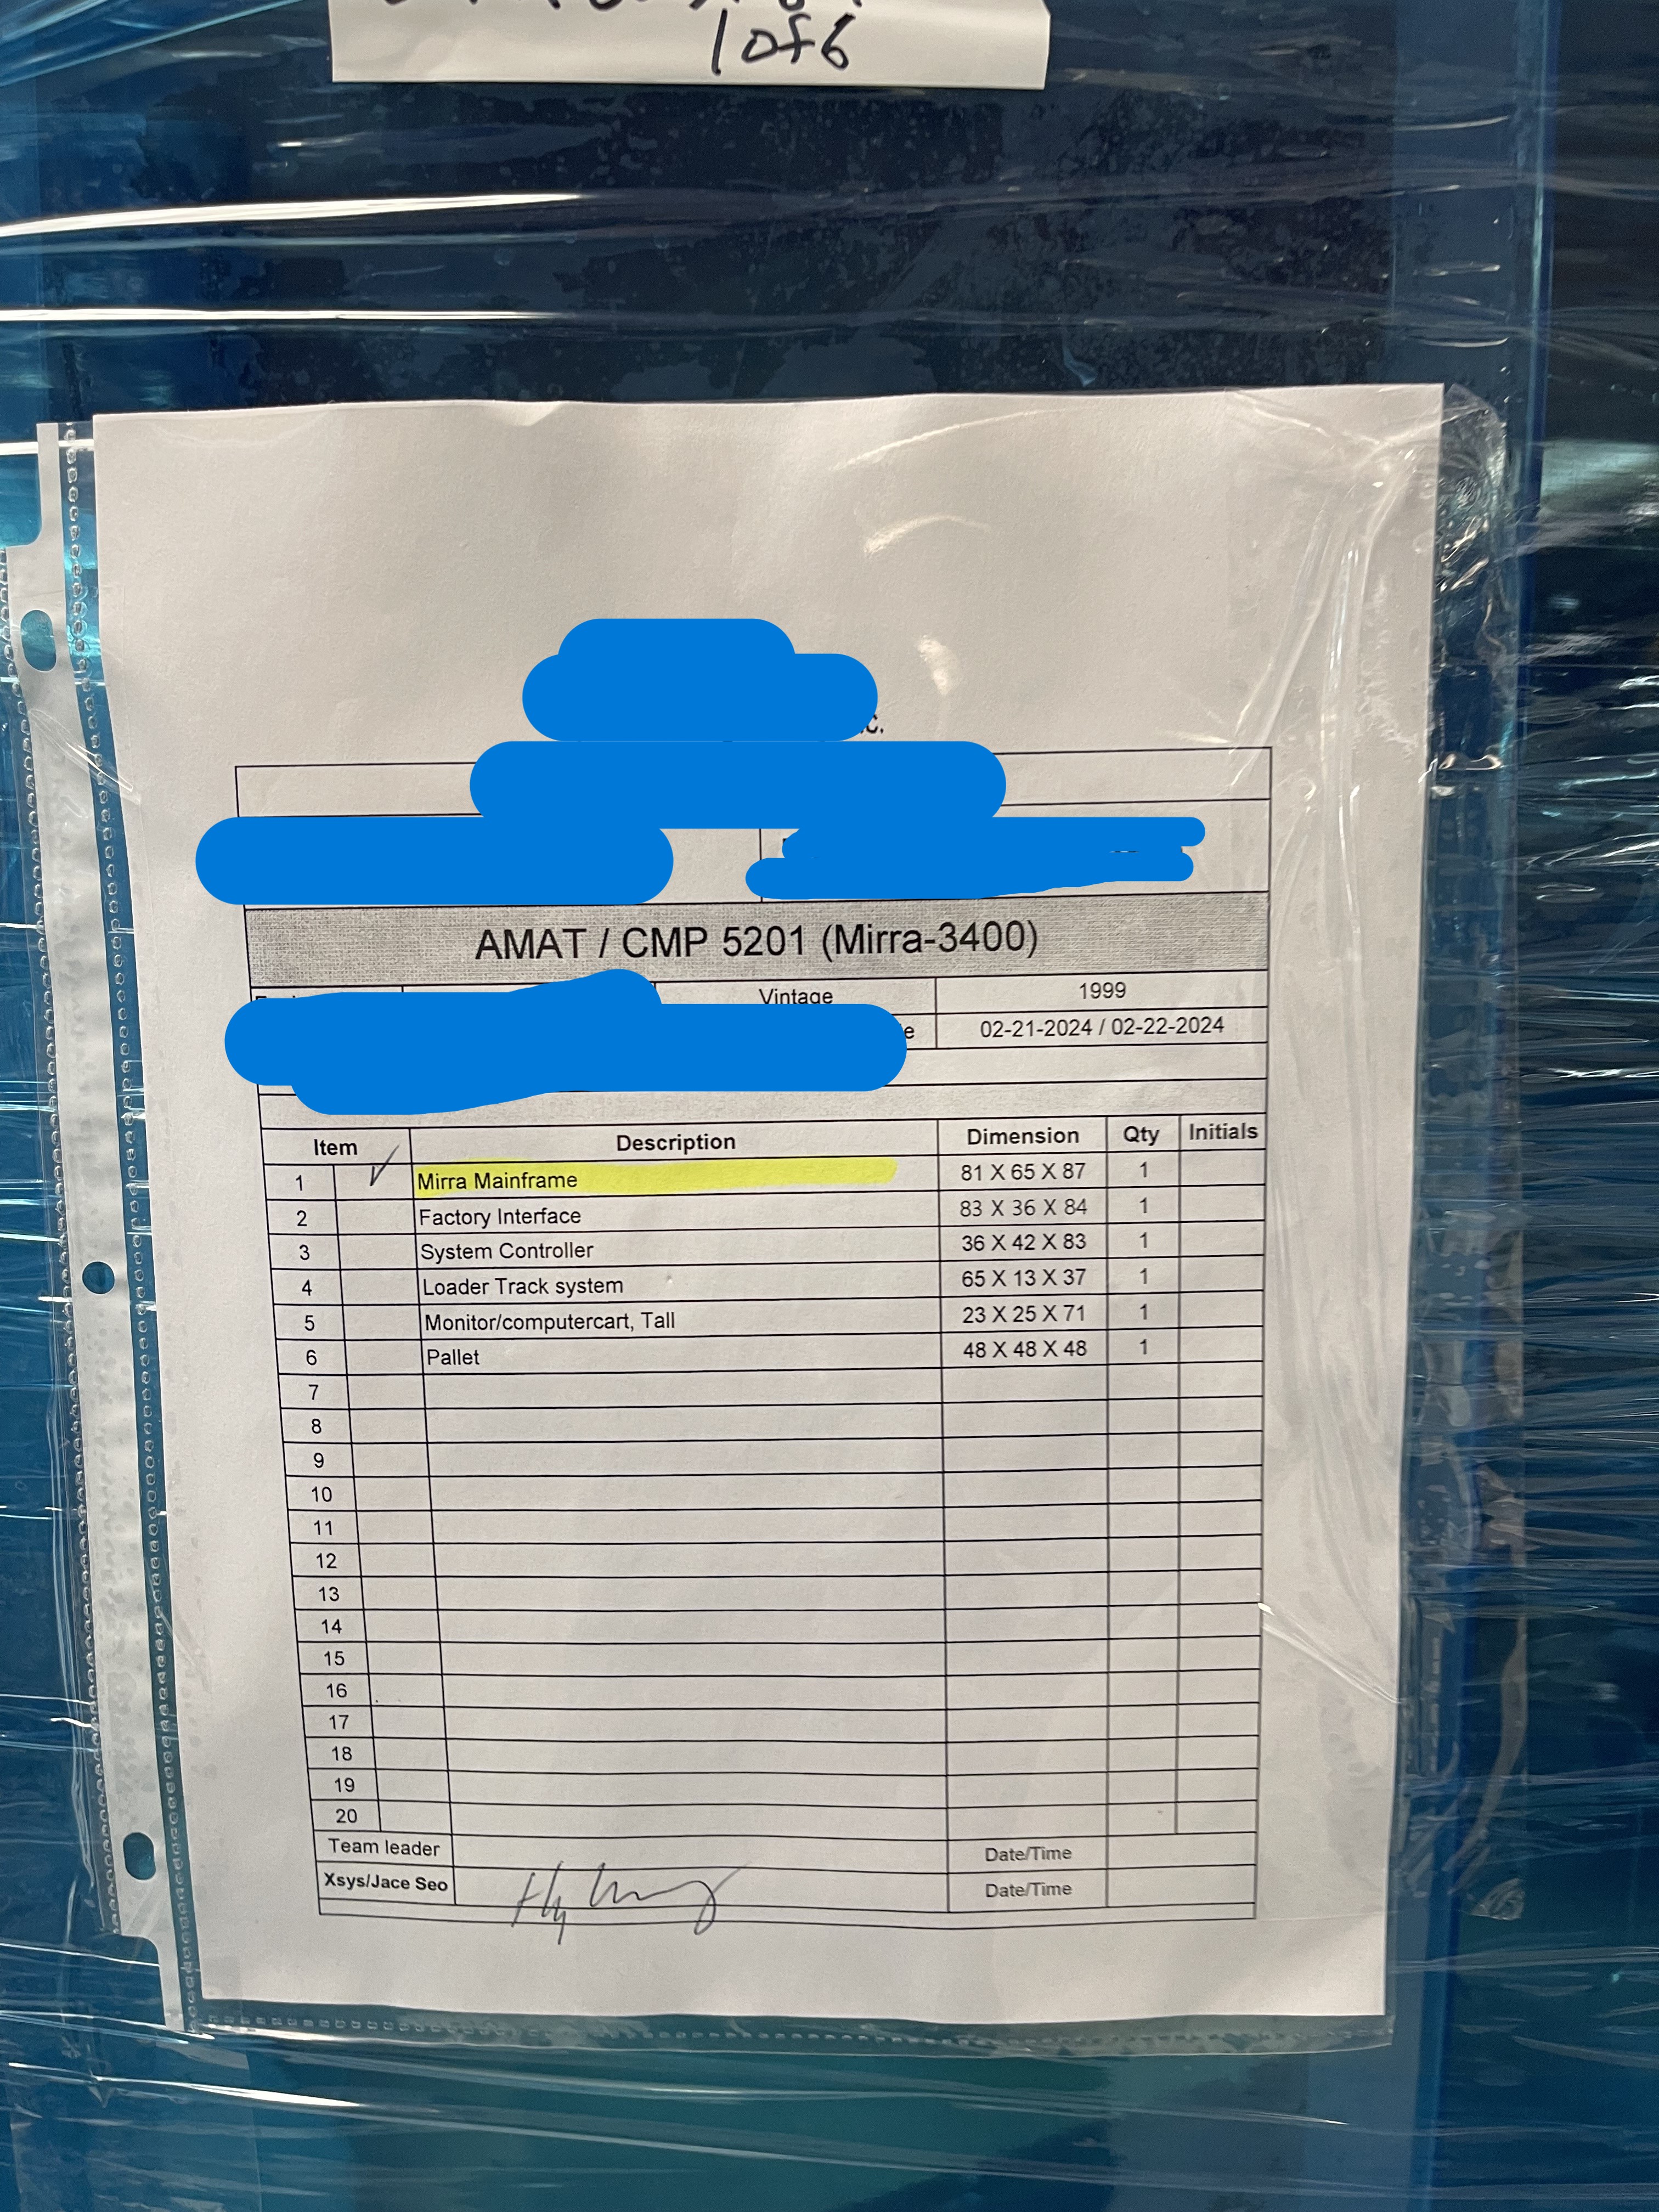 1 of 6
AMAT / CMP 5201 (Mirra-3400)
Vintage 1999
02-21-2024 / 02-22-2024
Item Description Dimension Qty Initials
1 ✓ Mirra Mainframe 81 X 65 X 87 1
2 Factory Interface 83 X 36 X 84 1
3 System Controller 36 X 42 X 83 1
4 Loader Track system 65 X 13 X 37 1
5 Monitor/computercart, Tall 23 X 25 X 71 1
6 Pallet 48 X 48 X 48 1
7
8
9
10
11
12
13
14
15
16
17
18
19
20
Team leader Date/Time
Xsys/Jace Seo Date/Time